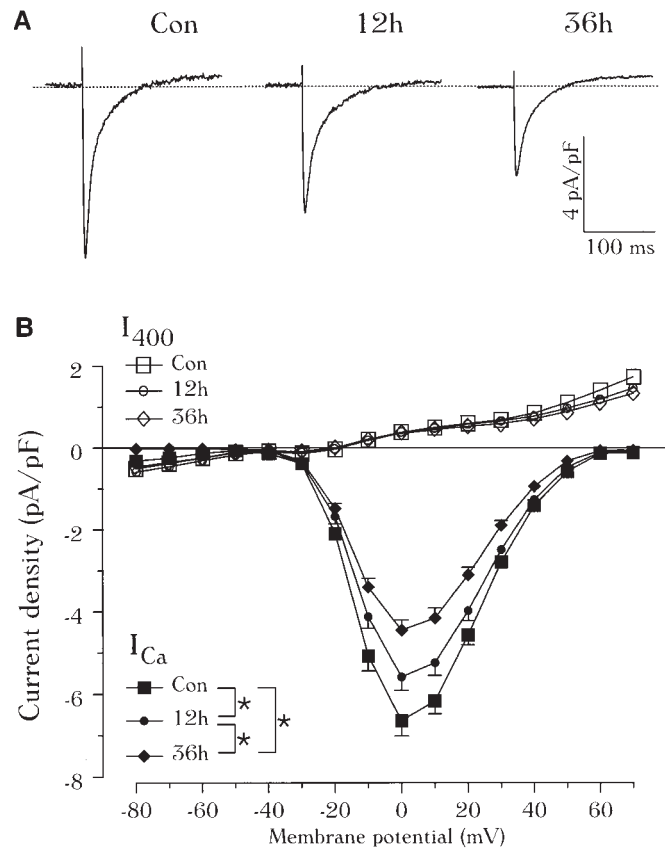 A
Con 12h 36h
4 pA/pF
100 ms
B
I400
Con
12h
36h
2
0
-2
-4
-6
-8
Current density (pA/pF)
ICa
Con
12h
36h
*
*
*
-80 -60 -40 -20 0 20 40 60
Membrane potential (mV)